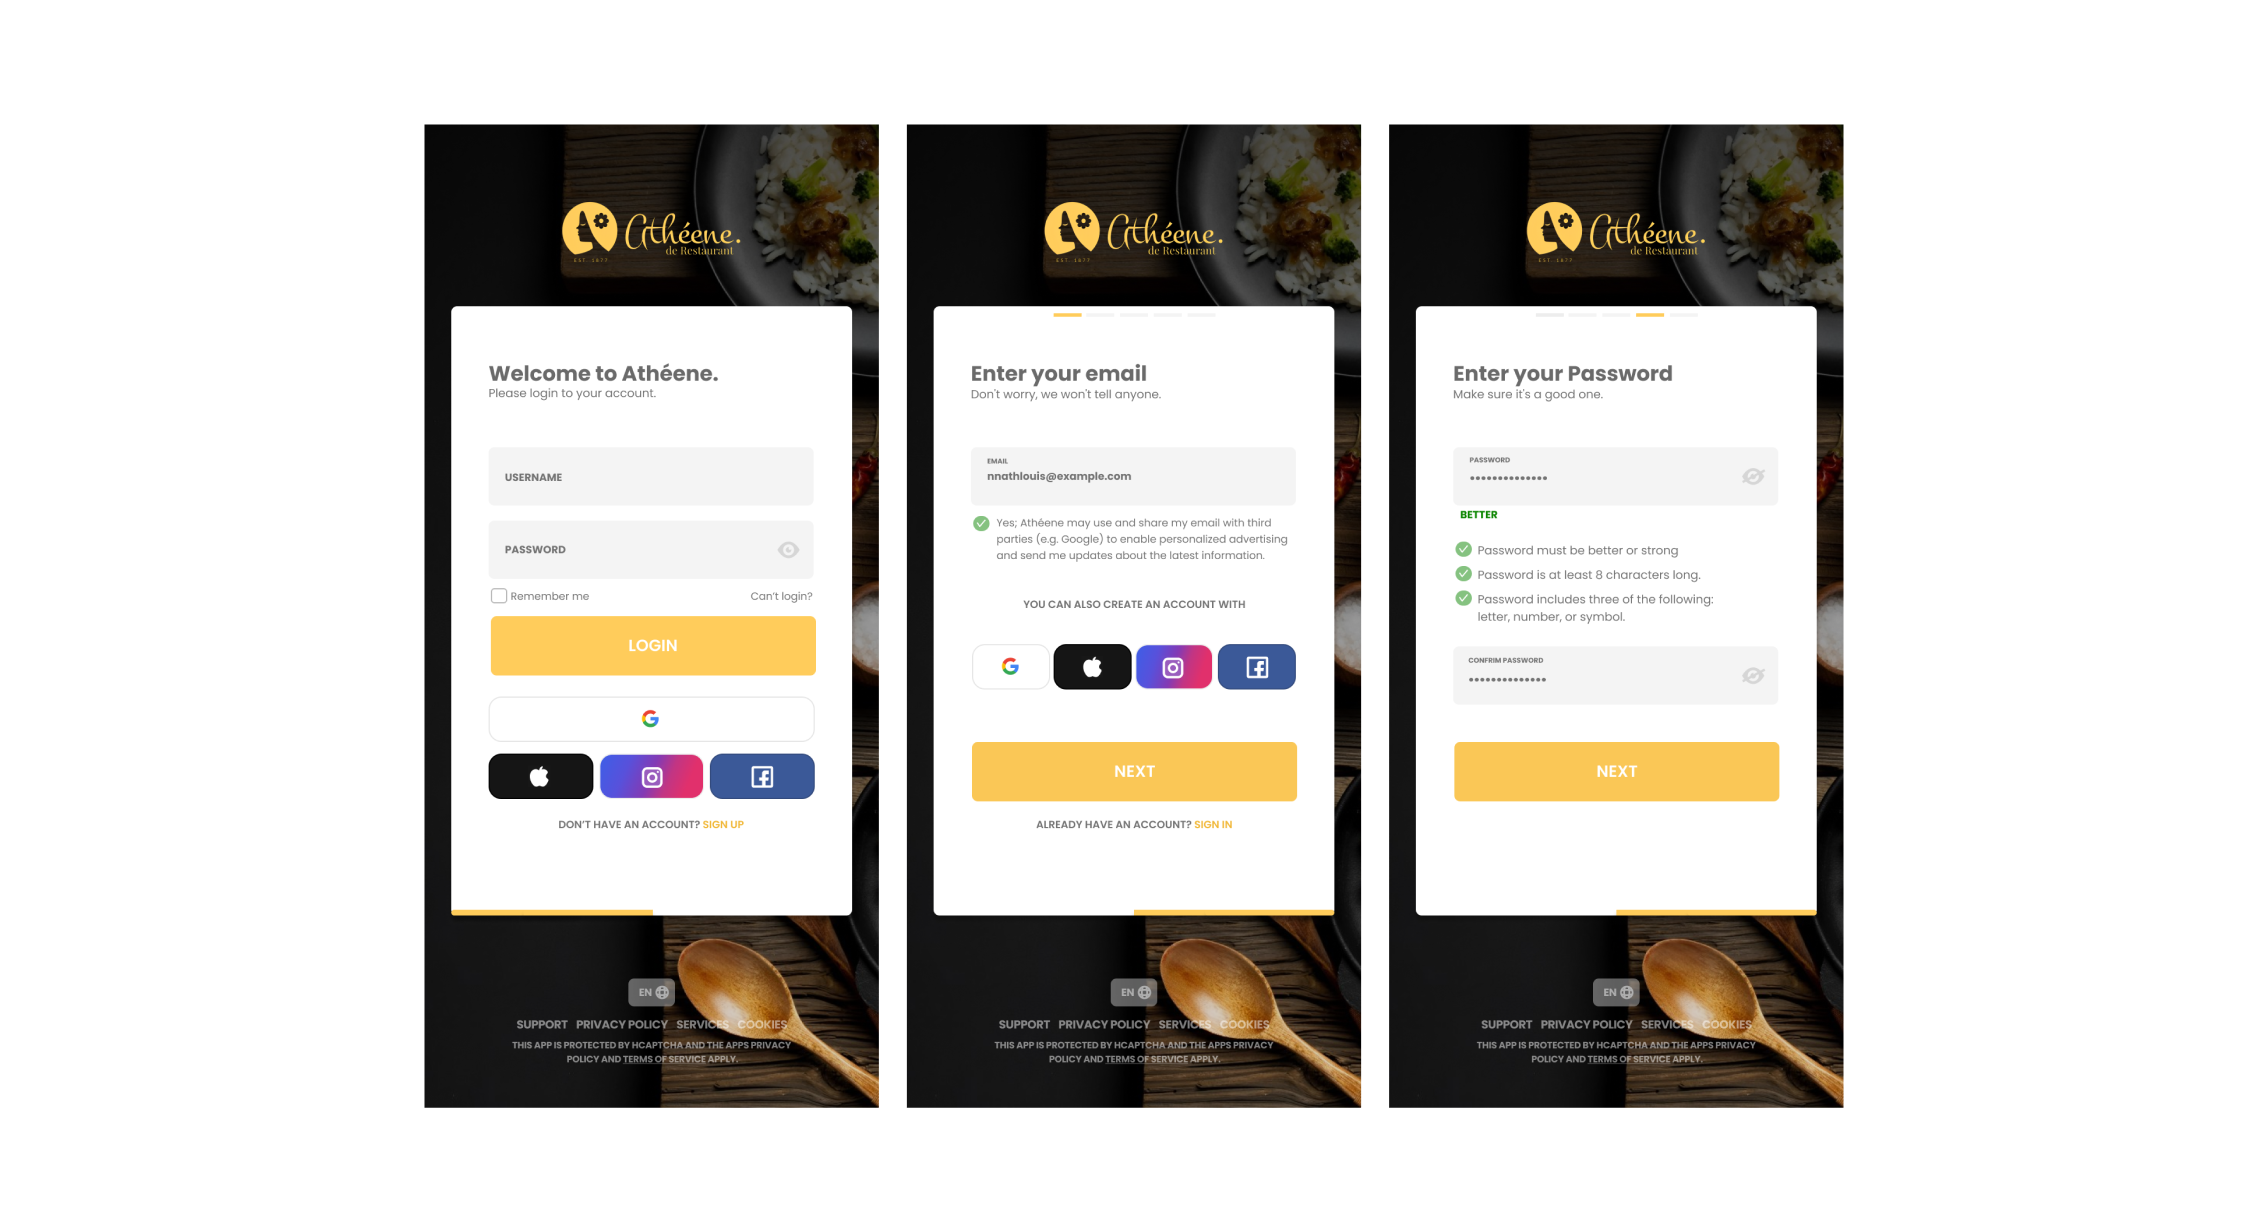 Athéene.
de Restaurant
EST. 1877
Welcome to Athéene.
Please login to your account.
USERNAME
PASSWORD
Remember me
Can't login?
LOGIN
DON'T HAVE AN ACCOUNT? SIGN UP
EN
SUPPORT PRIVACY POLICY SERVICES COOKIES
THIS APP IS PROTECTED BY HCAPTCHA AND THE APPS PRIVACY
POLICY AND TERMS OF SERVICE APPLY.
Athéene.
de Restaurant
EST. 1877
Enter your email
Don't worry, we won't tell anyone.
EMAIL
nnathlouis@example.com
Yes; Athéene may use and share my email with third
parties (e.g. Google) to enable personalized advertising
and send me updates about the latest information.
YOU CAN ALSO CREATE AN ACCOUNT WITH
NEXT
ALREADY HAVE AN ACCOUNT? SIGN IN
EN
SUPPORT PRIVACY POLICY SERVICES COOKIES
THIS APP IS PROTECTED BY HCAPTCHA AND THE APPS PRIVACY
POLICY AND TERMS OF SERVICE APPLY.
Athéene.
de Restaurant
EST. 1877
Enter your Password
Make sure it's a good one.
PASSWORD
••••••••••••••
BETTER
Password must be better or strong
Password is at least 8 characters long.
Password includes three of the following:
letter, number, or symbol.
CONFRIM PASSWORD
••••••••••••••
NEXT
EN
SUPPORT PRIVACY POLICY SERVICES COOKIES
THIS APP IS PROTECTED BY HCAPTCHA AND THE APPS PRIVACY
POLICY AND TERMS OF SERVICE APPLY.